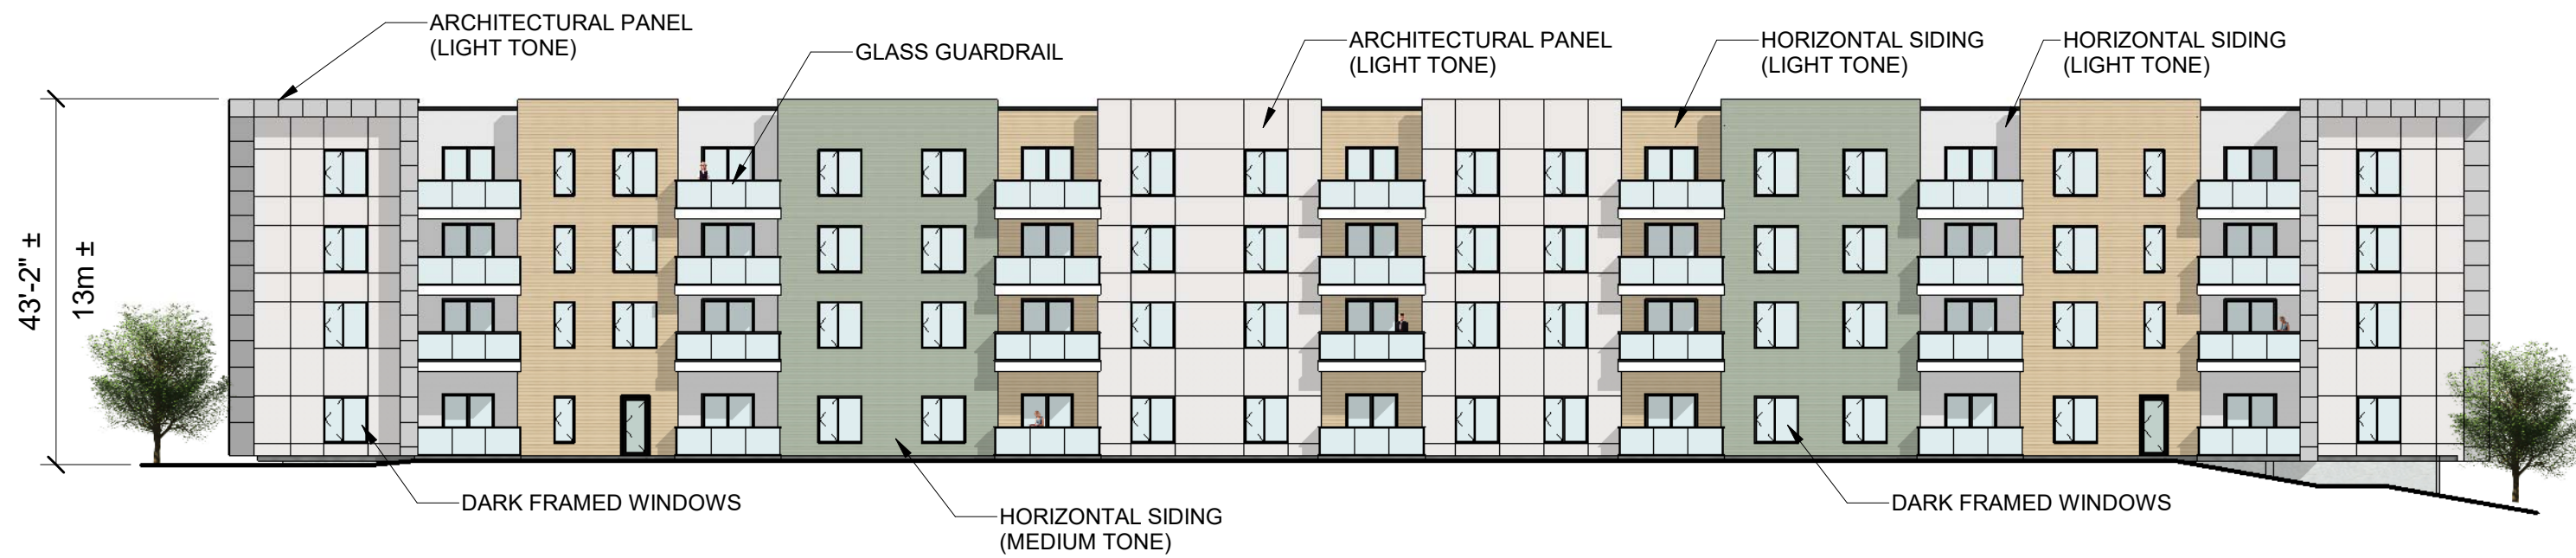 ARCHITECTURAL PANEL
(LIGHT TONE)
GLASS GUARDRAIL
ARCHITECTURAL PANEL
(LIGHT TONE)
HORIZONTAL SIDING
(LIGHT TONE)
HORIZONTAL SIDING
(LIGHT TONE)
43'-2" ±
13m ±
DARK FRAMED WINDOWS
HORIZONTAL SIDING
(MEDIUM TONE)
DARK FRAMED WINDOWS